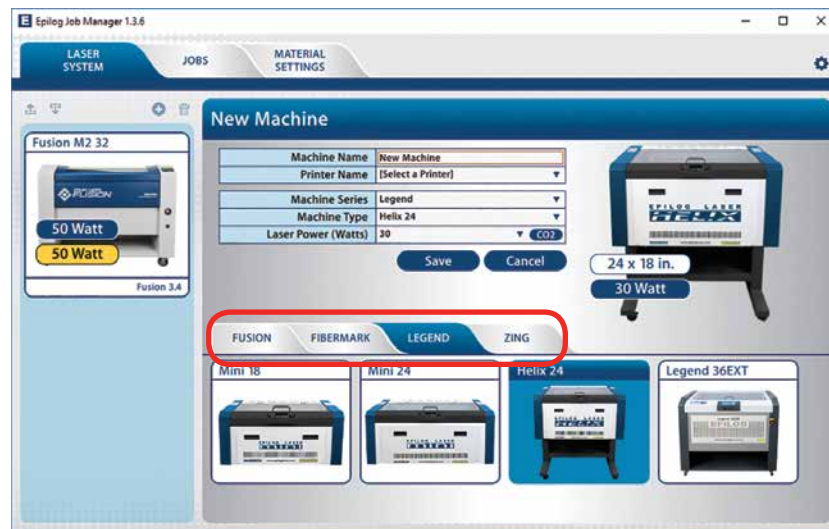 Epilog Job Manager 1.3.6
LASER SYSTEM
JOBS
MATERIAL SETTINGS
Fusion M2 32
FUSION
50 Watt
50 Watt
Fusion 3.4
New Machine
Machine Name New Machine
Printer Name [Select a Printer]
Machine Series Legend
Machine Type Helix 24
Laser Power (Watts) 30 CO2
Save Cancel
EPILOG LASER
HELIX
24 x 18 in.
30 Watt
FUSION FIBERMARK LEGEND ZING
Mini 18
Mini 24
Helix 24
Legend 36EXT
EPILOG